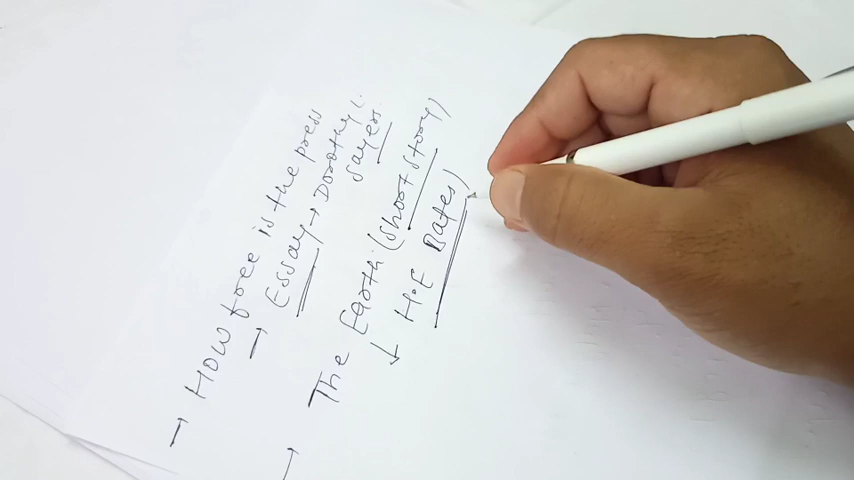 → How free is the press
→ Essay → Dorothy L.
Sayers
→ The Earth (Short Story)
↳ H.E Bates)